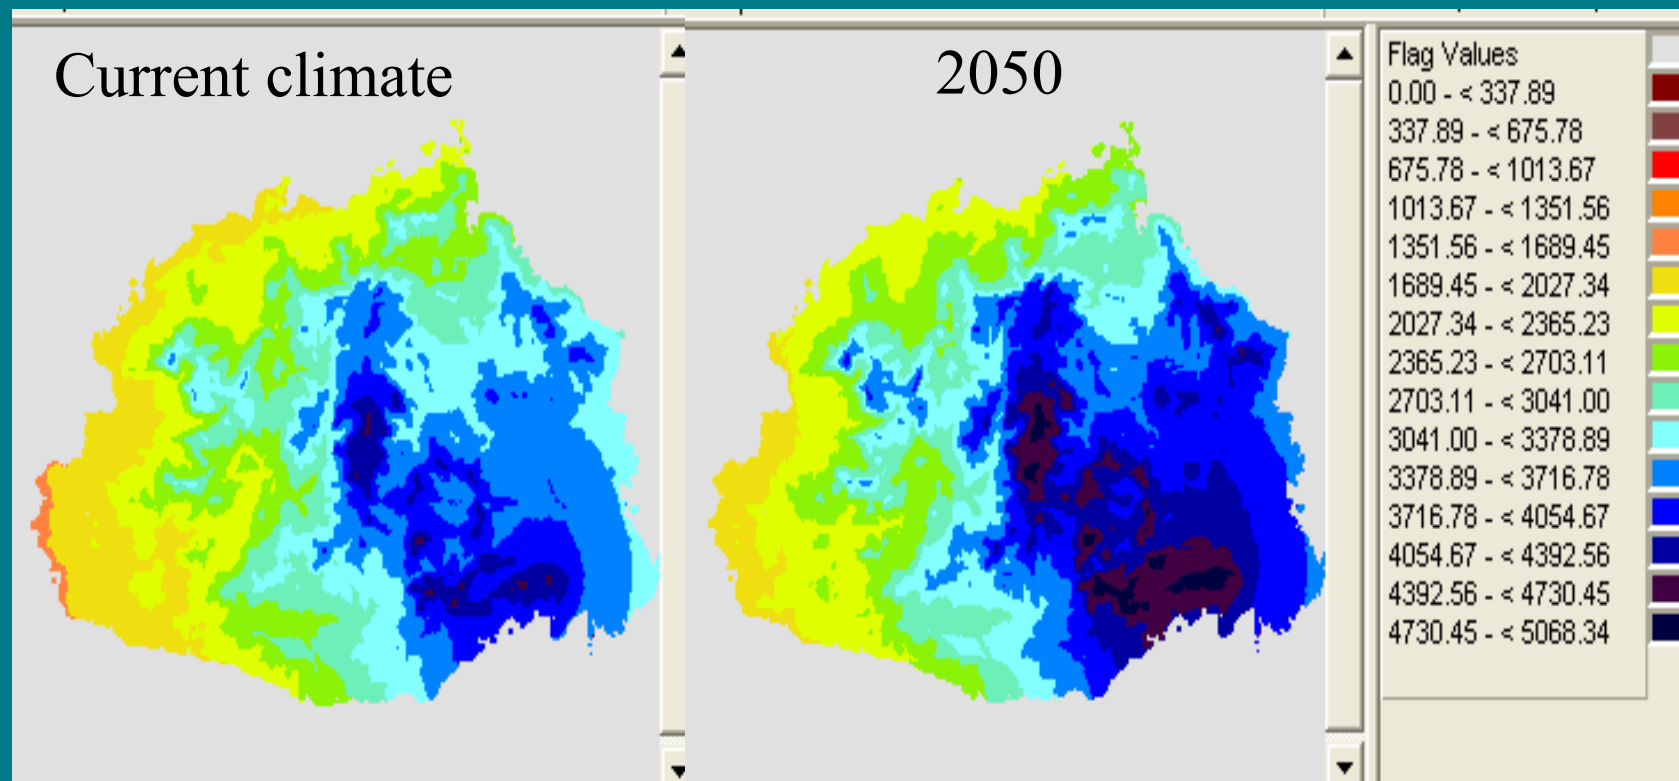 Current climate
2050
Flag Values
0.00 - < 337.89
337.89 - < 675.78
675.78 - < 1013.67
1013.67 - < 1351.56
1351.56 - < 1689.45
1689.45 - < 2027.34
2027.34 - < 2365.23
2365.23 - < 2703.11
2703.11 - < 3041.00
3041.00 - < 3378.89
3378.89 - < 3716.78
3716.78 - < 4054.67
4054.67 - < 4392.56
4392.56 - < 4730.45
4730.45 - < 5068.34